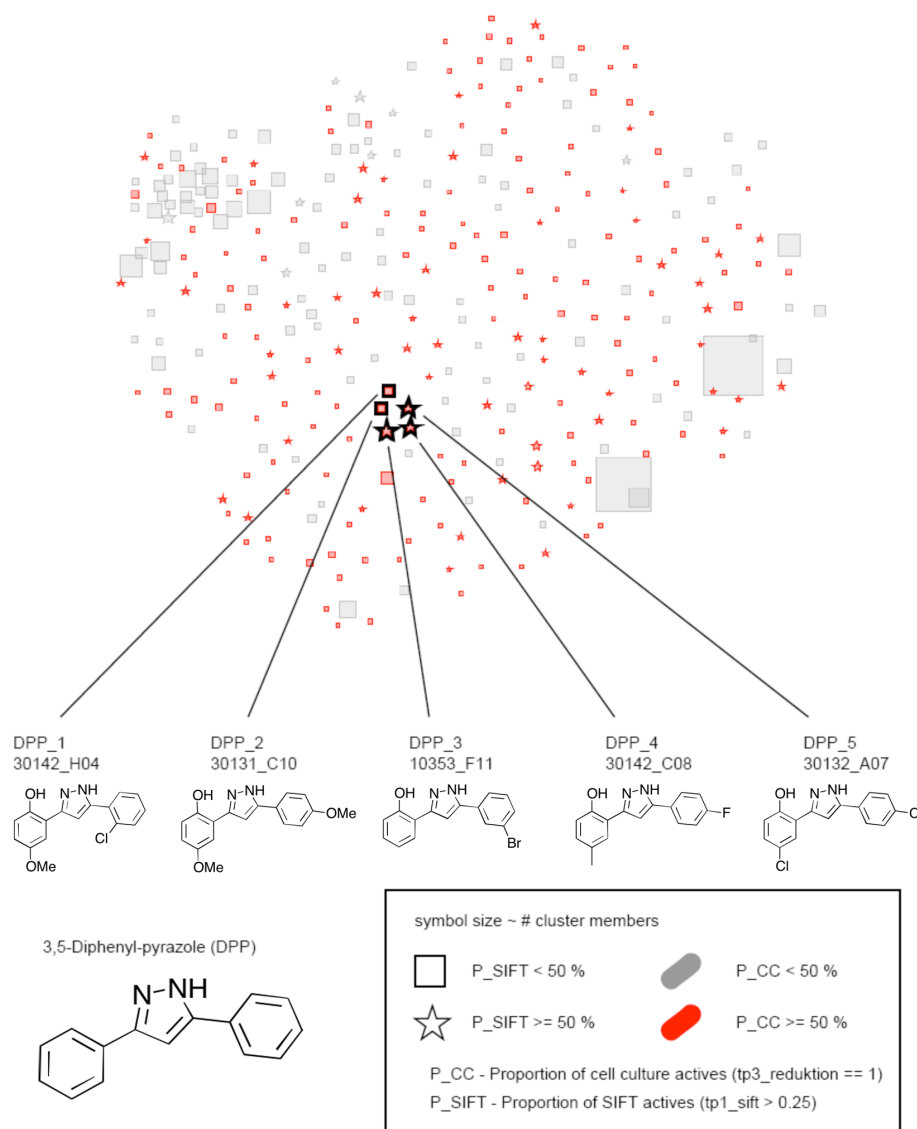 DPP_1
30142_H04
DPP_2
30131_C10
DPP_3
10353_F11
DPP_4
30142_C08
DPP_5
30132_A07
OH
N NH
Cl
OMe
OH
N NH
OMe
OMe
OH
N NH
Br
OH
N NH
F
OH
N NH
Cl
3,5-Diphenyl-pyrazole (DPP)
N NH
symbol size ~ # cluster members
P_SIFT < 50 %
P_CC < 50 %
P_SIFT >= 50 %
P_CC >= 50 %
P_CC - Proportion of cell culture actives (tp3_reduktion == 1)
P_SIFT - Proportion of SIFT actives (tp1_sift > 0.25)